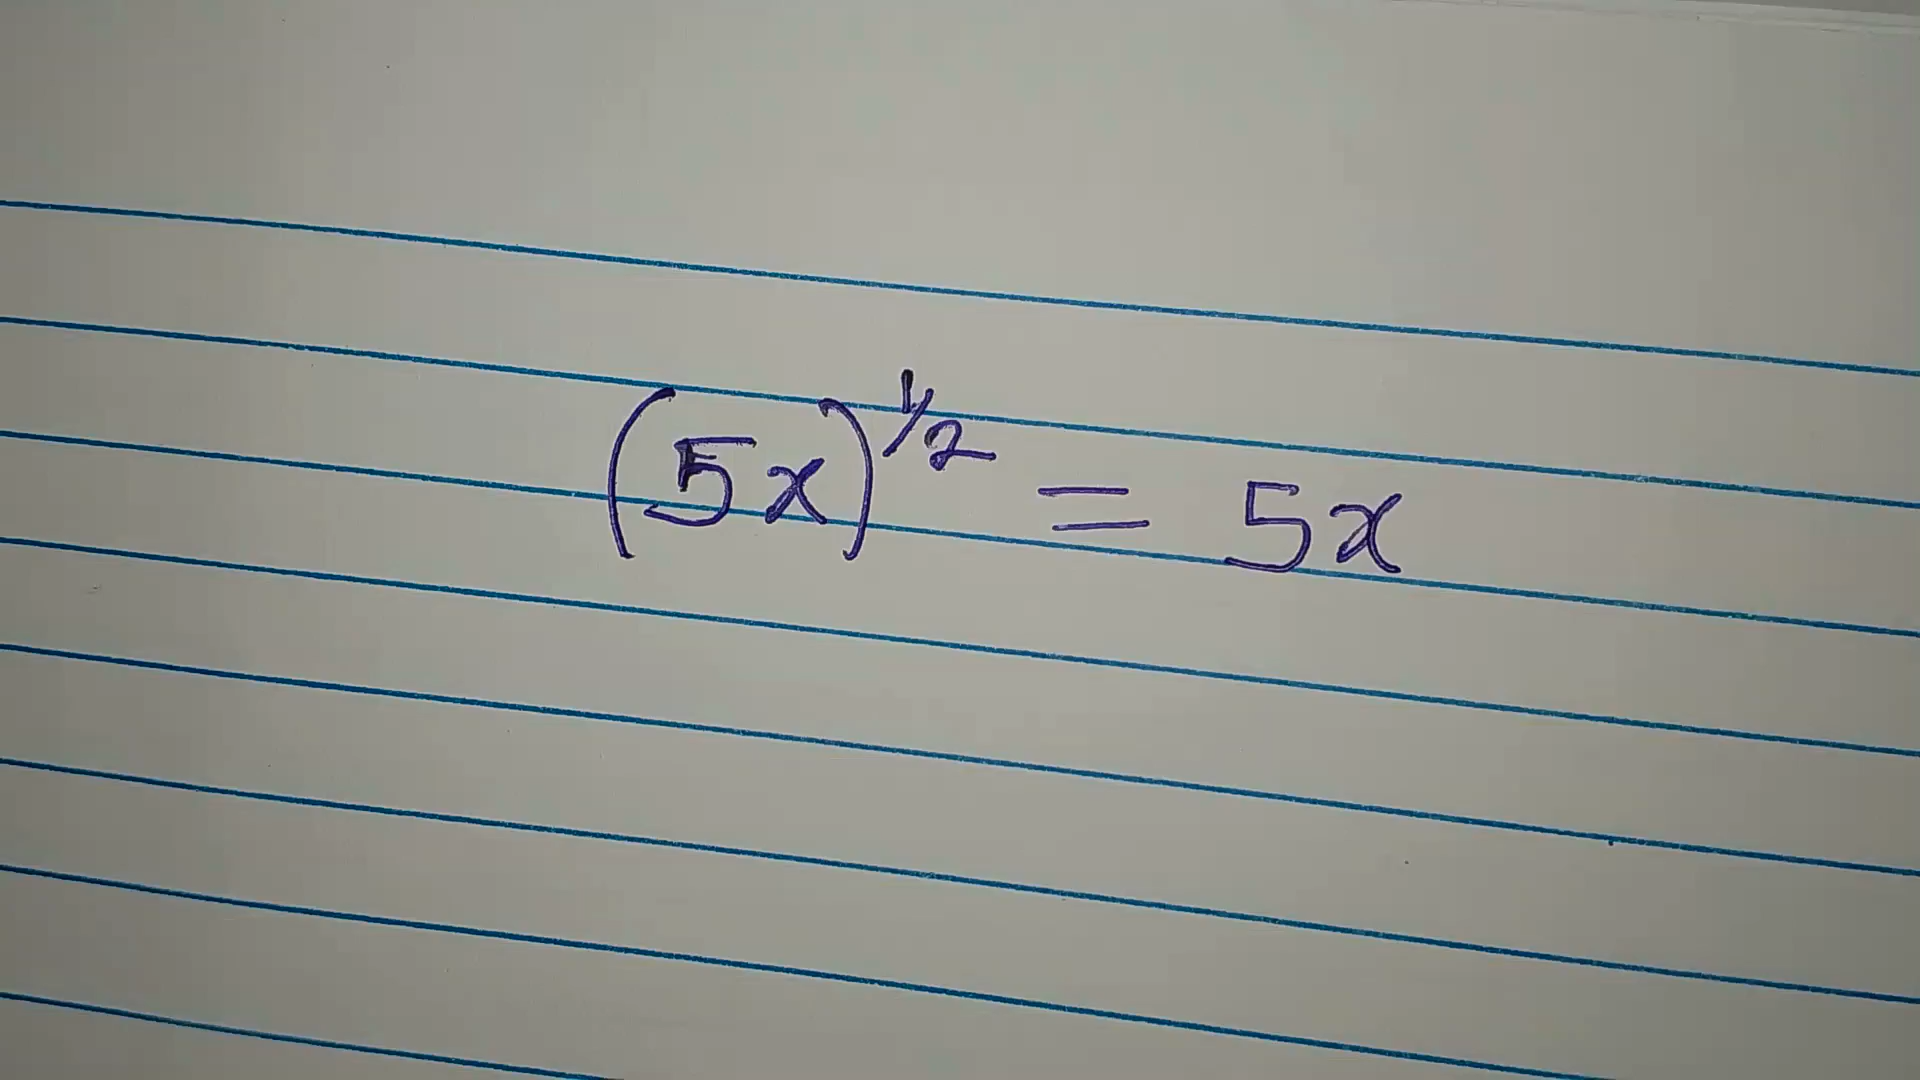 (5x)^{1/2} = 5x